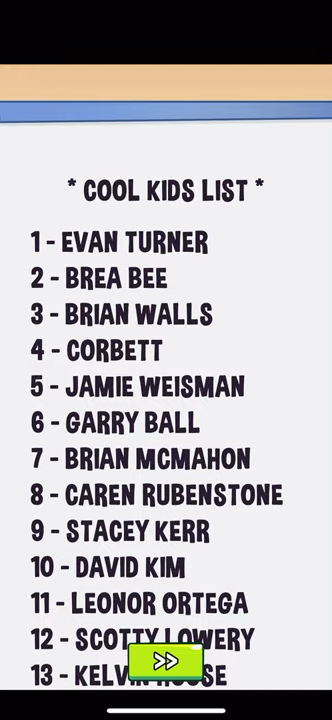 * COOL KIDS LIST *
1 - EVAN TURNER
2 - BREA BEE
3 - BRIAN WALLS
4 - CORBETT
5 - JAMIE WEISMAN
6 - GARRY BALL
7 - BRIAN MCMAHON
8 - CAREN RUBENSTONE
9 - STACEY KERR
10 - DAVID KIM
11 - LEONOR ORTEGA
12 - SCOTTY LOWERY
13 -